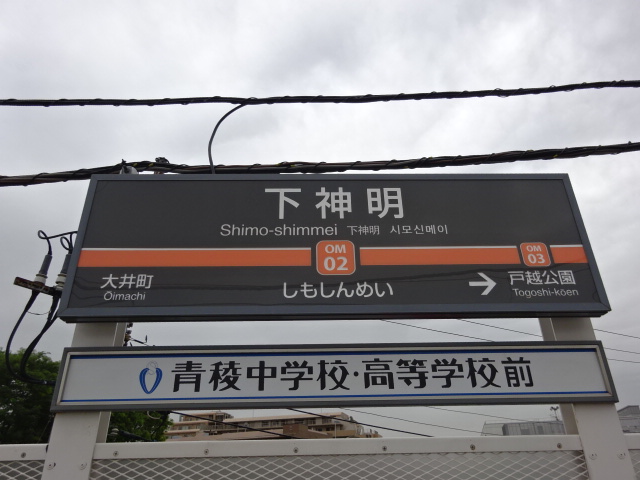 下神明
Shimo-shimmei 下神明 시모신메이
OM 02
OM 03
大井町
Ōimachi
しもしんめい
→ 戸越公園
Togoshi-kōen
青稜中学校・高等学校前